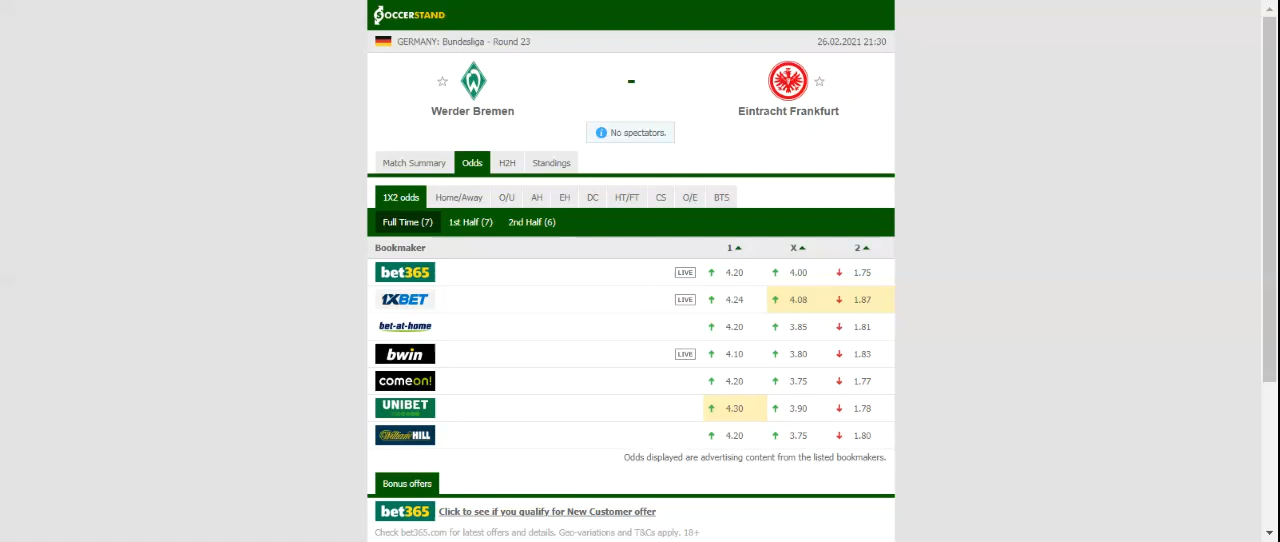 SOCCERSTAND
GERMANY: Bundesliga - Round 23 26.02.2021 21:30
-
Werder Bremen Eintracht Frankfurt
No spectators.
Match Summary Odds H2H Standings
1X2 odds Home/Away O/U AH EH DC HT/FT CS O/E BTS
Full Time (7) 1st Half (7) 2nd Half (6)
Bookmaker 1 X 2
bet365 LIVE 4.20 4.00 1.75
1XBET LIVE 4.24 4.08 1.87
bet-at-home 4.20 3.85 1.81
bwin LIVE 4.10 3.80 1.83
comeon! 4.20 3.75 1.77
UNIBET 4.30 3.90 1.78
William HILL 4.20 3.75 1.80
Odds displayed are advertising content from the listed bookmakers.
Bonus offers
bet365 Click to see if you qualify for New Customer offer
Check bet365.com for latest offers and details. Geo-variations and T&Cs apply. 18+